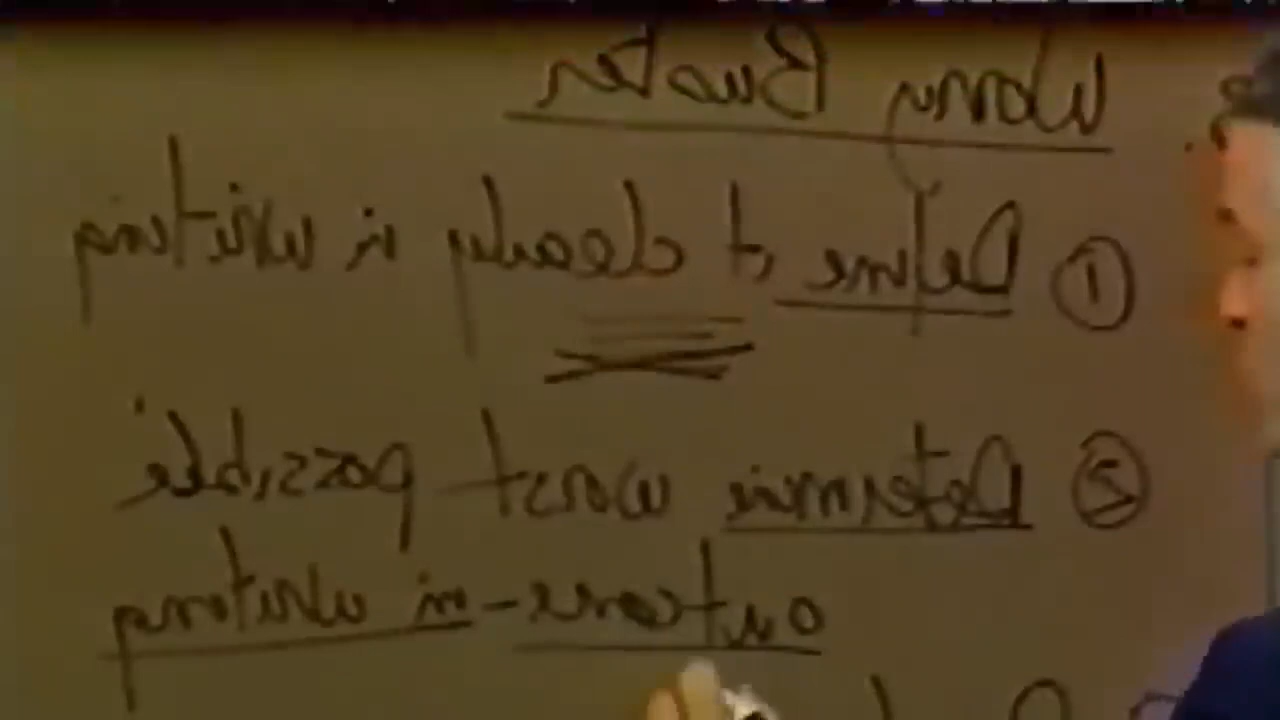 Worry Buster
① Define it clearly in writing
② Determine worst possible
outcome - in writing